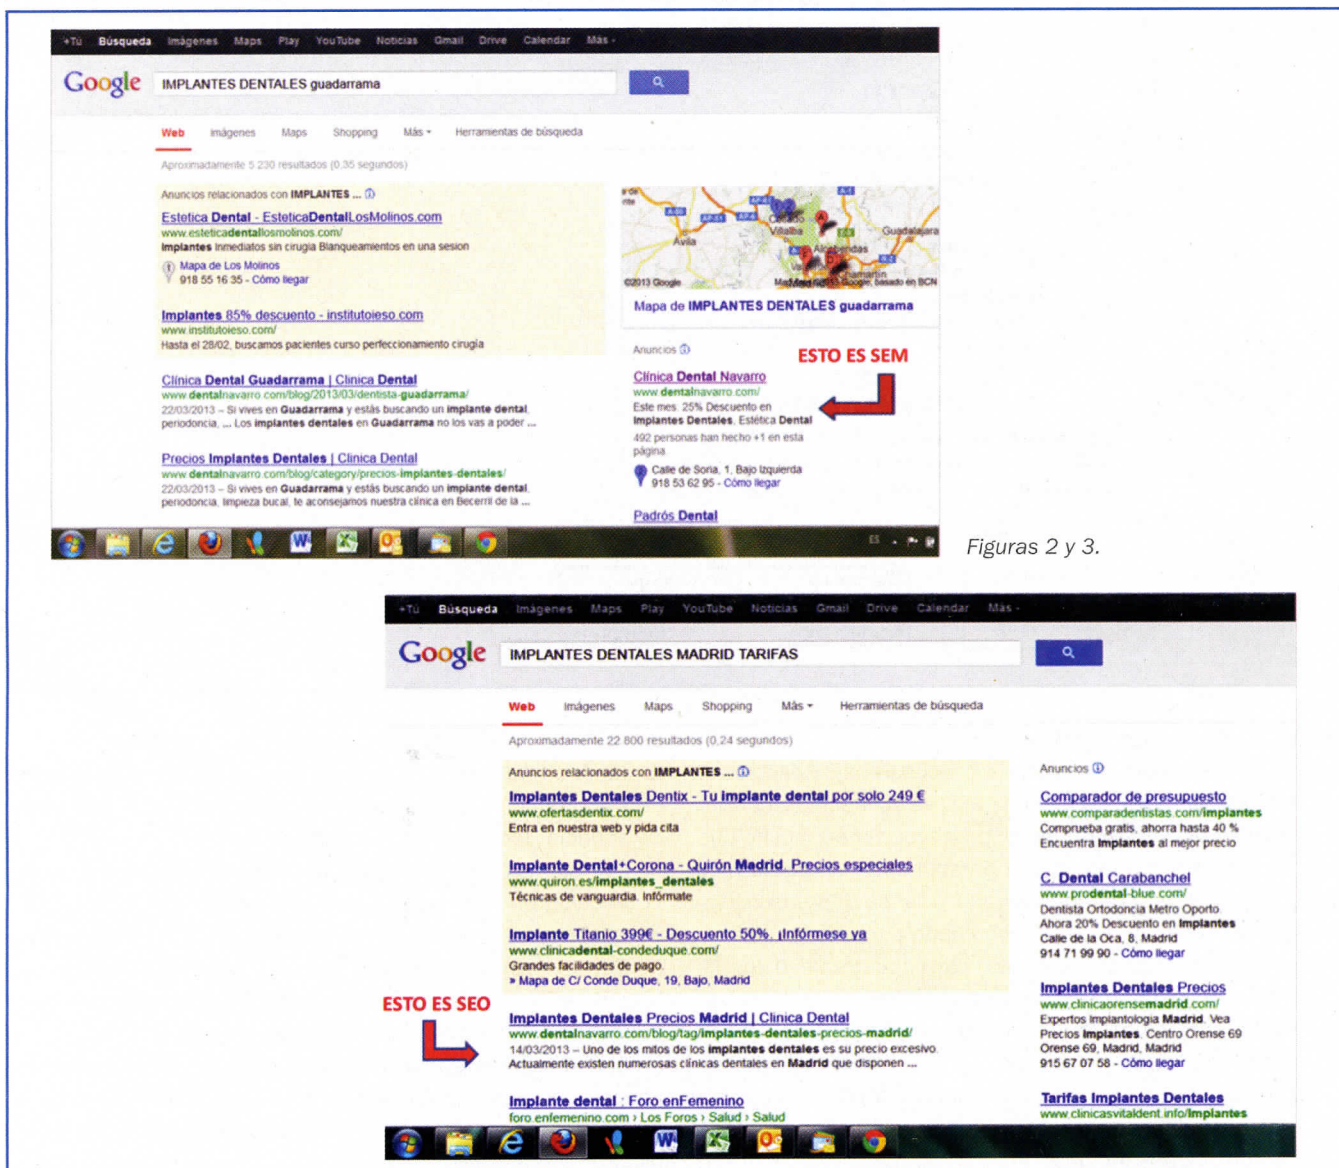 +Tú Búsqueda Imágenes Maps Play YouTube Noticias Gmail Drive Calendar Más
Google IMPLANTES DENTALES guadarrama
Web Imágenes Maps Shopping Más Herramientas de búsqueda
Aproximadamente 5.230 resultados (0,35 segundos)
Anuncios relacionados con IMPLANTES ...
Estetica Dental - EsteticaDentalLosMolinos.com
www.esteticadentallosmolinos.com/
Implantes Inmediatos sin cirugia Blanqueamientos en una sesion
Mapa de Los Molinos
918 55 16 35 - Cómo llegar
Implantes 85% descuento - institutoieso.com
www.institutoieso.com/
Hasta el 28/02, buscamos pacientes curso perfeccionamiento cirugía
Clínica Dental Guadarrama | Clinica Dental
www.dentalnavarro.com/blog/2013/03/dentista-guadarrama/
22/03/2013 – Si vives en Guadarrama y estás buscando un implante dental,
periodoncia, ... Los implantes dentales en Guadarrama no los vas a poder ...
Precios Implantes Dentales | Clinica Dental
www.dentalnavarro.com/blog/category/precios-implantes-dentales/
22/03/2013 – Si vives en Guadarrama y estás buscando un implante dental,
periodoncia, limpieza bucal, te aconsejamos nuestra clínica en Becerril de la ...
A-1
A-50 AP-51 AP-6
Ávila
Villalba
Guadalajara
Alcobendas
A-2
Chamartín
©2013 Google
Mapa de IMPLANTES DENTALES guadarrama
Anuncios
ESTO ES SEM
Clínica Dental Navarro
www.dentalnavarro.com/
Este mes. 25% Descuento en
Implantes Dentales, Estética Dental
492 personas han hecho +1 en esta
página
Calle de Soria, 1, Bajo Izquierda
918 53 62 95 - Cómo llegar
Padrós Dental
ES
Figuras 2 y 3.
+Tú Búsqueda Imágenes Maps Play YouTube Noticias Gmail Drive Calendar Más
Google IMPLANTES DENTALES MADRID TARIFAS
Web Imágenes Maps Shopping Más Herramientas de búsqueda
Aproximadamente 22.800 resultados (0,24 segundos)
Anuncios relacionados con IMPLANTES ...
Implantes Dentales Dentix - Tu implante dental por solo 249 €
www.ofertasdentix.com/
Entra en nuestra web y pida cita
Implante Dental+Corona - Quirón Madrid. Precios especiales
www.quiron.es/implantes_dentales
Técnicas de vanguardia. Infórmate
Implante Titanio 399€ - Descuento 50%. ¡Infórmese ya
www.clinicadental-condeduque.com/
Grandes facilidades de pago.
» Mapa de C/ Conde Duque, 19, Bajo, Madrid
ESTO ES SEO
Implantes Dentales Precios Madrid | Clinica Dental
www.dentalnavarro.com/blog/tag/implantes-dentales-precios-madrid/
14/03/2013 – Uno de los mitos de los implantes dentales es su precio excesivo.
Actualmente existen numerosas clínicas dentales en Madrid que disponen ...
Implante dental : Foro enFemenino
foro.enfemenino.com › Los Foros › Salud › Salud
Anuncios
Comparador de presupuesto
www.comparadentistas.com/implantes
Comprueba gratis, ahorra hasta 40 %
Encuentra Implantes al mejor precio
C. Dental Carabanchel
www.prodental-blue.com/
Dentista Ortodoncia Metro Oporto.
Ahora 20% Descuento en Implantes
Calle de la Oca, 8, Madrid
914 71 99 90 - Cómo llegar
Implantes Dentales Precios
www.clinicaorensemadrid.com/
Expertos Implantologia Madrid. Vea
Precios Implantes. Centro Orense 69
Orense 69, Madrid, Madrid
915 67 07 58 - Cómo llegar
Tarifas Implantes Dentales
www.clinicasvitaldent.info/Implantes